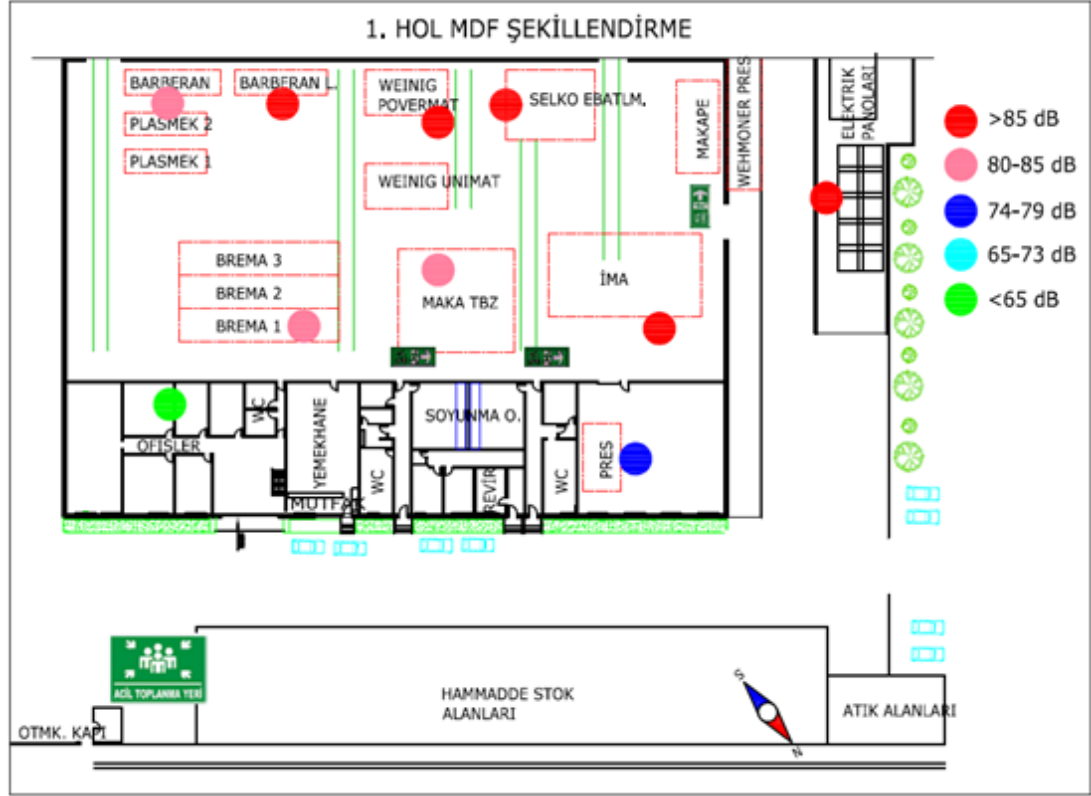 1. HOL MDF ŞEKİLLENDİRME
BARBERAN
BARBERAN L.
WEINIG
POVERMAT
SELKO EBATLM.
MAKAPE
WEHMONER PRES
ELEKTRIK
PANOLARI
>85 dB
80-85 dB
74-79 dB
65-73 dB
<65 dB
PLASMEK 2
PLASMEK 1
WEINIG UNIMAT
BREMA 3
BREMA 2
BREMA 1
MAKA TBZ
İMA
OFİSLER
WC
YEMEKHANE
MUTFAK
WC
SOYUNMA O.
REVİR
WC
PRES
ACİL TOPLANMA YERİ
OTMK. KAPI
HAMMADDE STOK
ALANLARI
S
N
ATIK ALANLARI